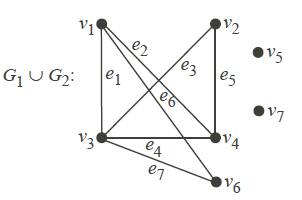 v₁ v₂
e₂
e₃ v₅
G₁ ∪ G₂: e₁ e₅
e₆
v₇
v₃ v₄
e₄
e₇
v₆